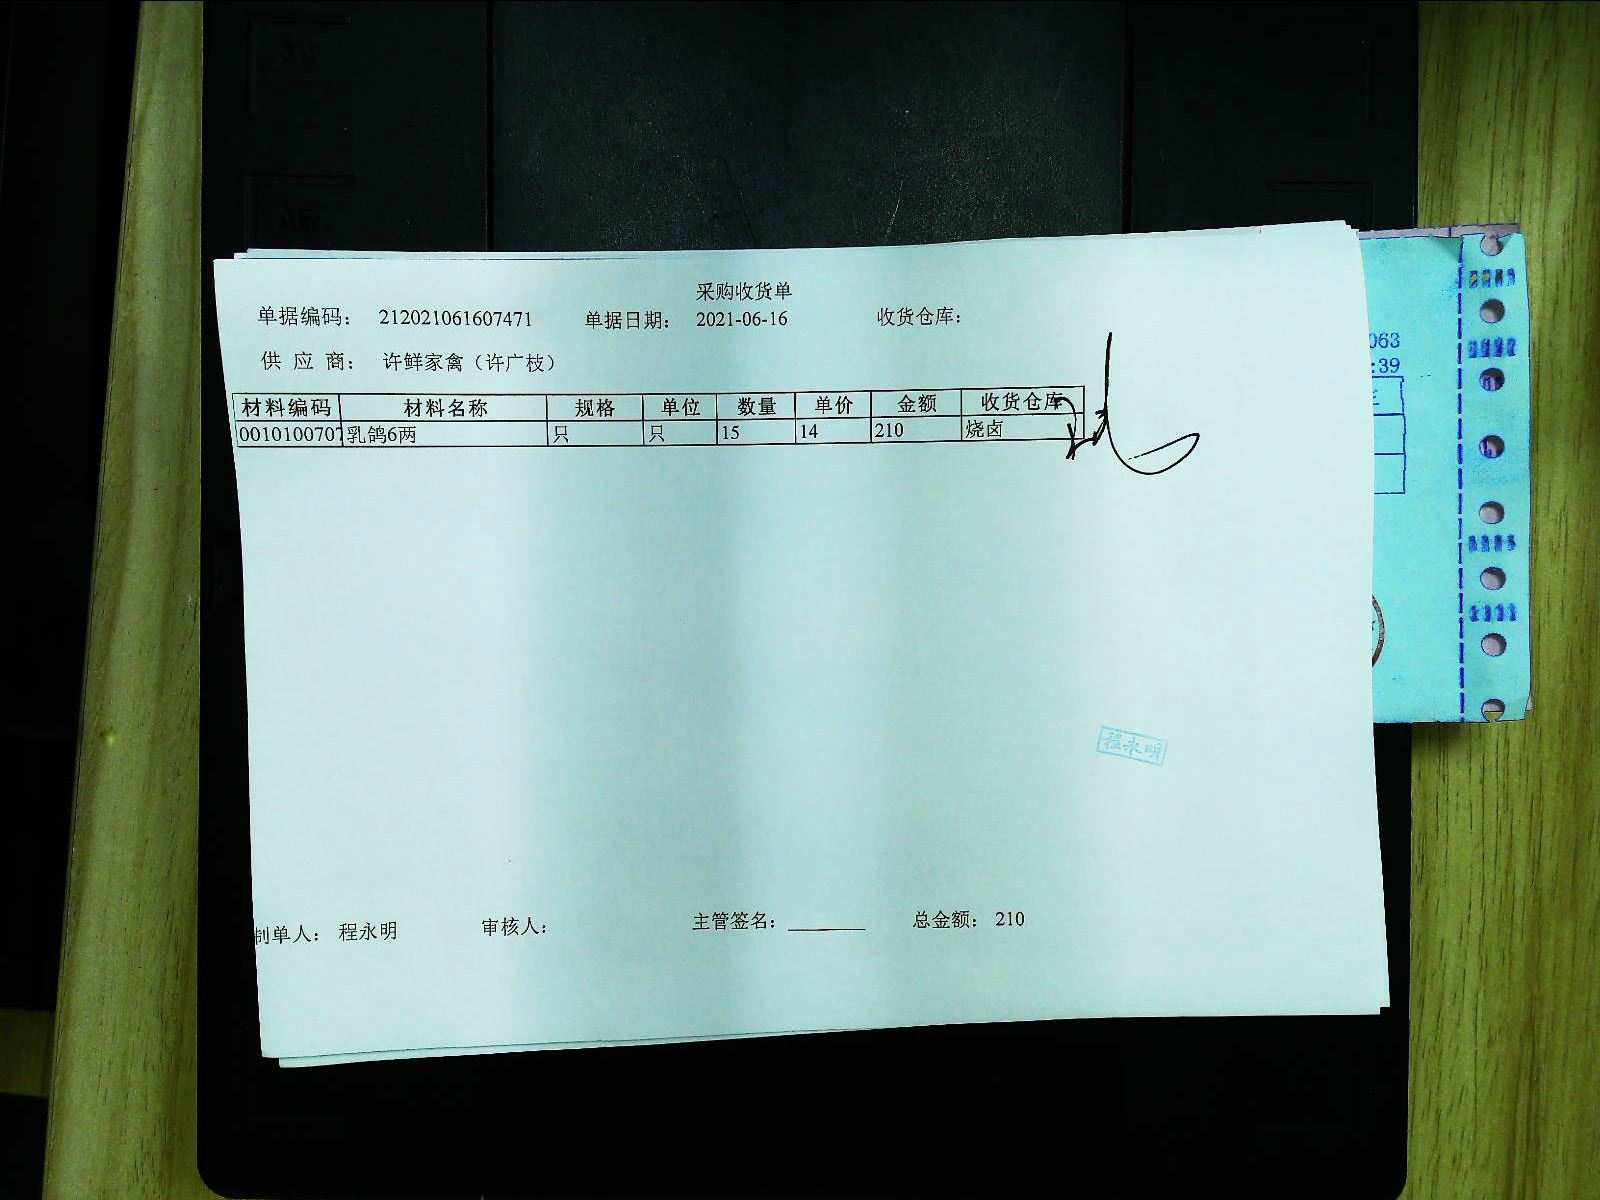 采购收货单
单据编码： 212021061607471 单据日期： 2021-06-16 收货仓库：
供 应 商： 许鲜家禽（许广枝）
材料编码 材料名称 规格 单位 数量 单价 金额 收货仓库
0010100707 乳鸽6两 只 只 15 14 210 烧卤
063
:39
程永明
制单人： 程永明 审核人： 主管签名： 总金额： 210